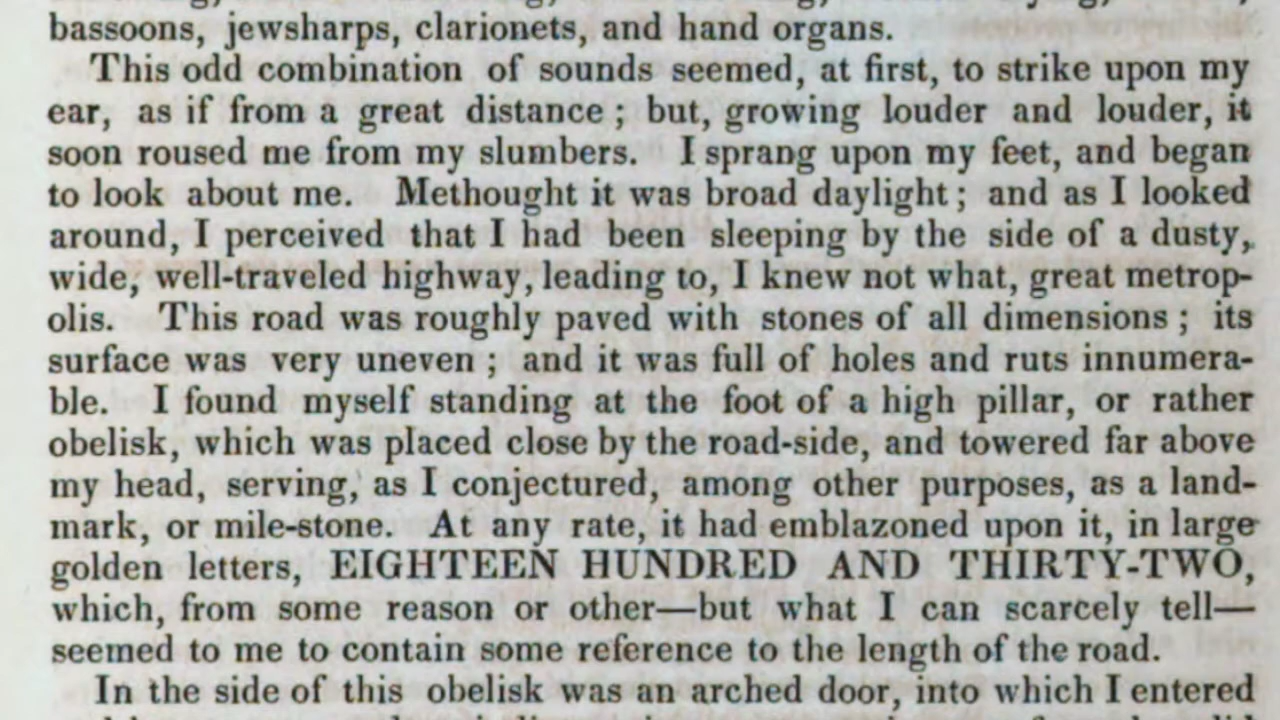 bassoons, jewsharps, clarionets, and hand organs.
This odd combination of sounds seemed, at first, to strike upon my
ear, as if from a great distance ; but, growing louder and louder, it
soon roused me from my slumbers. I sprang upon my feet, and began
to look about me. Methought it was broad daylight ; and as I looked
around, I perceived that I had been sleeping by the side of a dusty,
wide, well-traveled highway, leading to, I knew not what, great metrop-
olis. This road was roughly paved with stones of all dimensions ; its
surface was very uneven ; and it was full of holes and ruts innumera-
ble. I found myself standing at the foot of a high pillar, or rather
obelisk, which was placed close by the road-side, and towered far above
my head, serving, as I conjectured, among other purposes, as a land-
mark, or mile-stone. At any rate, it had emblazoned upon it, in large
golden letters, EIGHTEEN HUNDRED AND THIRTY-TWO,
which, from some reason or other—but what I can scarcely tell—
seemed to me to contain some reference to the length of the road.
In the side of this obelisk was an arched door, into which I entered